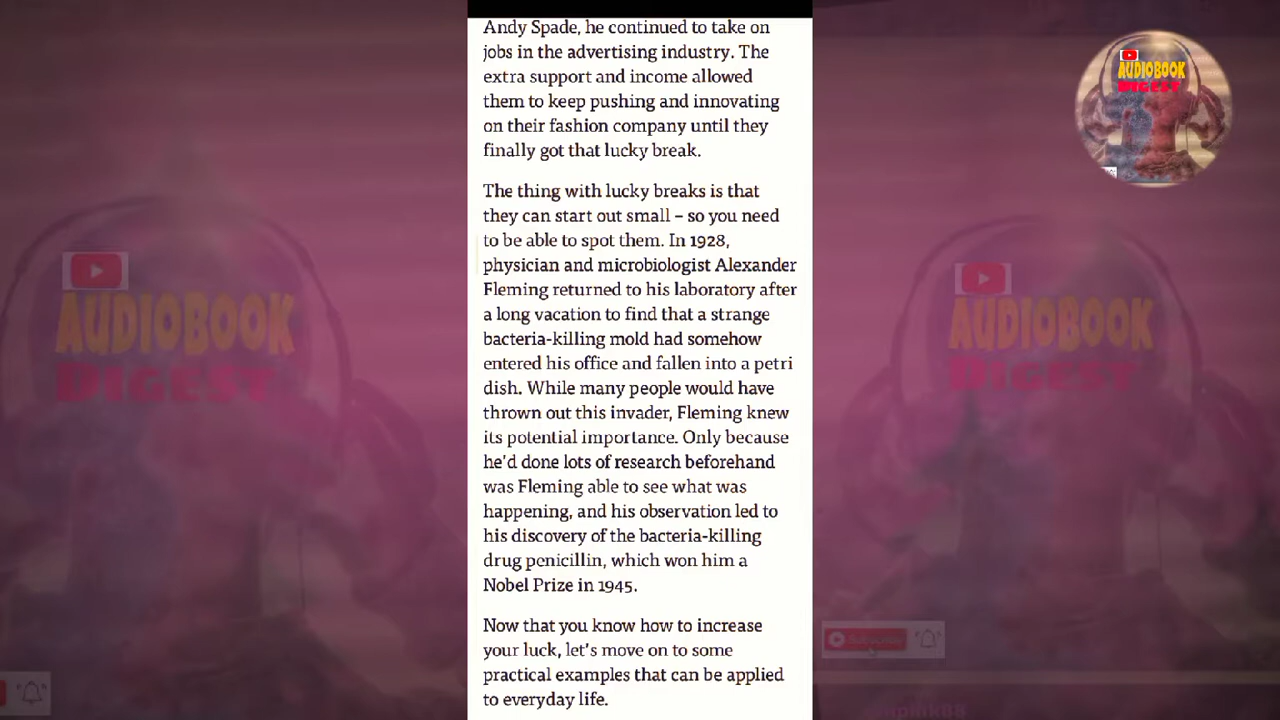 Andy Spade, he continued to take on
jobs in the advertising industry. The
extra support and income allowed
them to keep pushing and innovating
on their fashion company until they
finally got that lucky break.
The thing with lucky breaks is that
they can start out small – so you need
to be able to spot them. In 1928,
physician and microbiologist Alexander
Fleming returned to his laboratory after
a long vacation to find that a strange
bacteria-killing mold had somehow
entered his office and fallen into a petri
dish. While many people would have
thrown out this invader, Fleming knew
its potential importance. Only because
he'd done lots of research beforehand
was Fleming able to see what was
happening, and his observation led to
his discovery of the bacteria-killing
drug penicillin, which won him a
Nobel Prize in 1945.
Now that you know how to increase
your luck, let's move on to some
practical examples that can be applied
to everyday life.
AUDIOBOOK
DIGEST
AUDIOBOOK
DIGEST
AUDIOBOOK
DIGEST
Subscribe